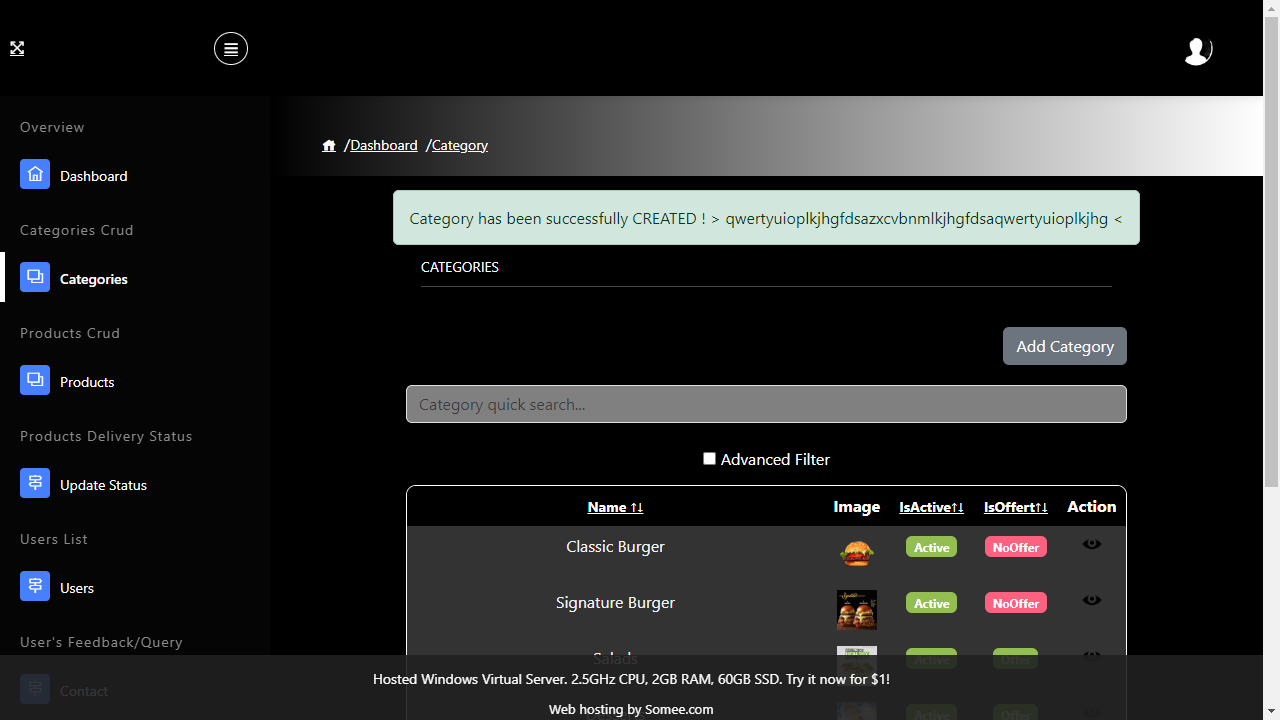 Overview
Dashboard
Categories Crud
Categories
Products Crud
Products
Products Delivery Status
Update Status
Users List
Users
User's Feedback/Query
Contact
/Dashboard /Category
Category has been successfully CREATED ! > qwertyuioplkjhgfdsazxcvbnmlkjhgfdsaqwertyuioplkjhg <
CATEGORIES
Add Category
Category quick search...
Advanced Filter
Name ↑↓ Image IsActive↑↓ IsOffert↑↓ Action
Classic Burger Active NoOffer
Signature Burger Active NoOffer
Salads Active Offer
Hosted Windows Virtual Server. 2.5GHz CPU, 2GB RAM, 60GB SSD. Try it now for $1!
Web hosting by Somee.com